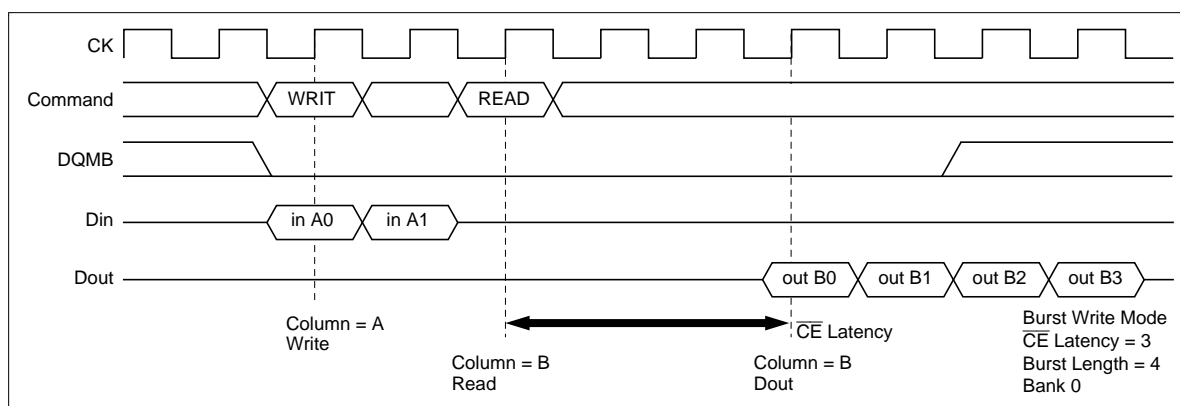 CK
Command
WRIT
READ
DQMB
Din
in A0
in A1
Dout
out B0
out B1
out B2
out B3
Column = A
Write
Column = B
Read
CE Latency
Column = B
Dout
Burst Write Mode
CE Latency = 3
Burst Length = 4
Bank 0